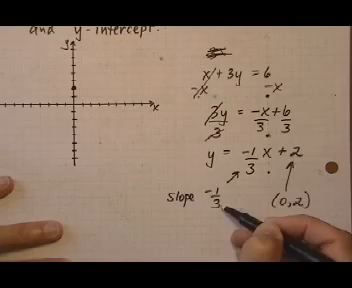 and y-intercept.
y
x
x + 3y = 6
-x -x
3y/3 = -x/3 + 6/3
y = -1/3 x + 2
slope -1/3 (0,2)